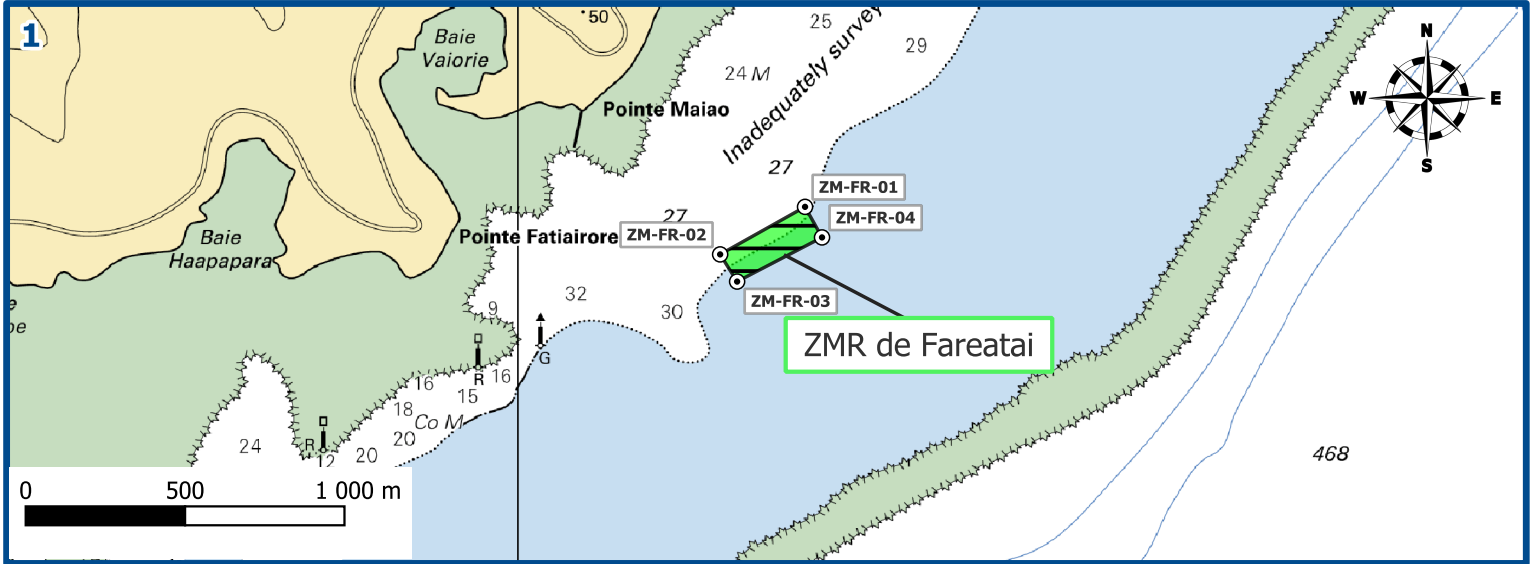 1
50
25
29
Baie
Vaiorie
24 M
Inadequately survey
Pointe Maiao
N
W
E
S
27
ZM-FR-01
27
ZM-FR-04
Baie
Haapapara
Pointe Fatiairore
ZM-FR-02
9
32
30
ZM-FR-03
G
ZMR de Fareatai
R
16
16
15
18
Co M
20
24
R
12
20
468
0
500
1 000 m